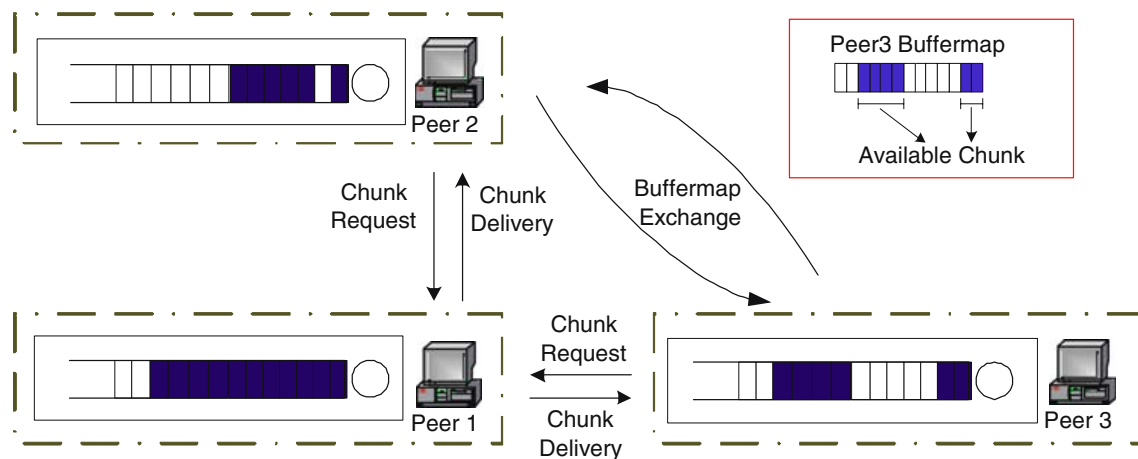 Peer3 Buffermap
Available Chunk
Peer 2
Chunk
Request
Chunk
Delivery
Buffermap
Exchange
Peer 1
Chunk
Request
Chunk
Delivery
Peer 3